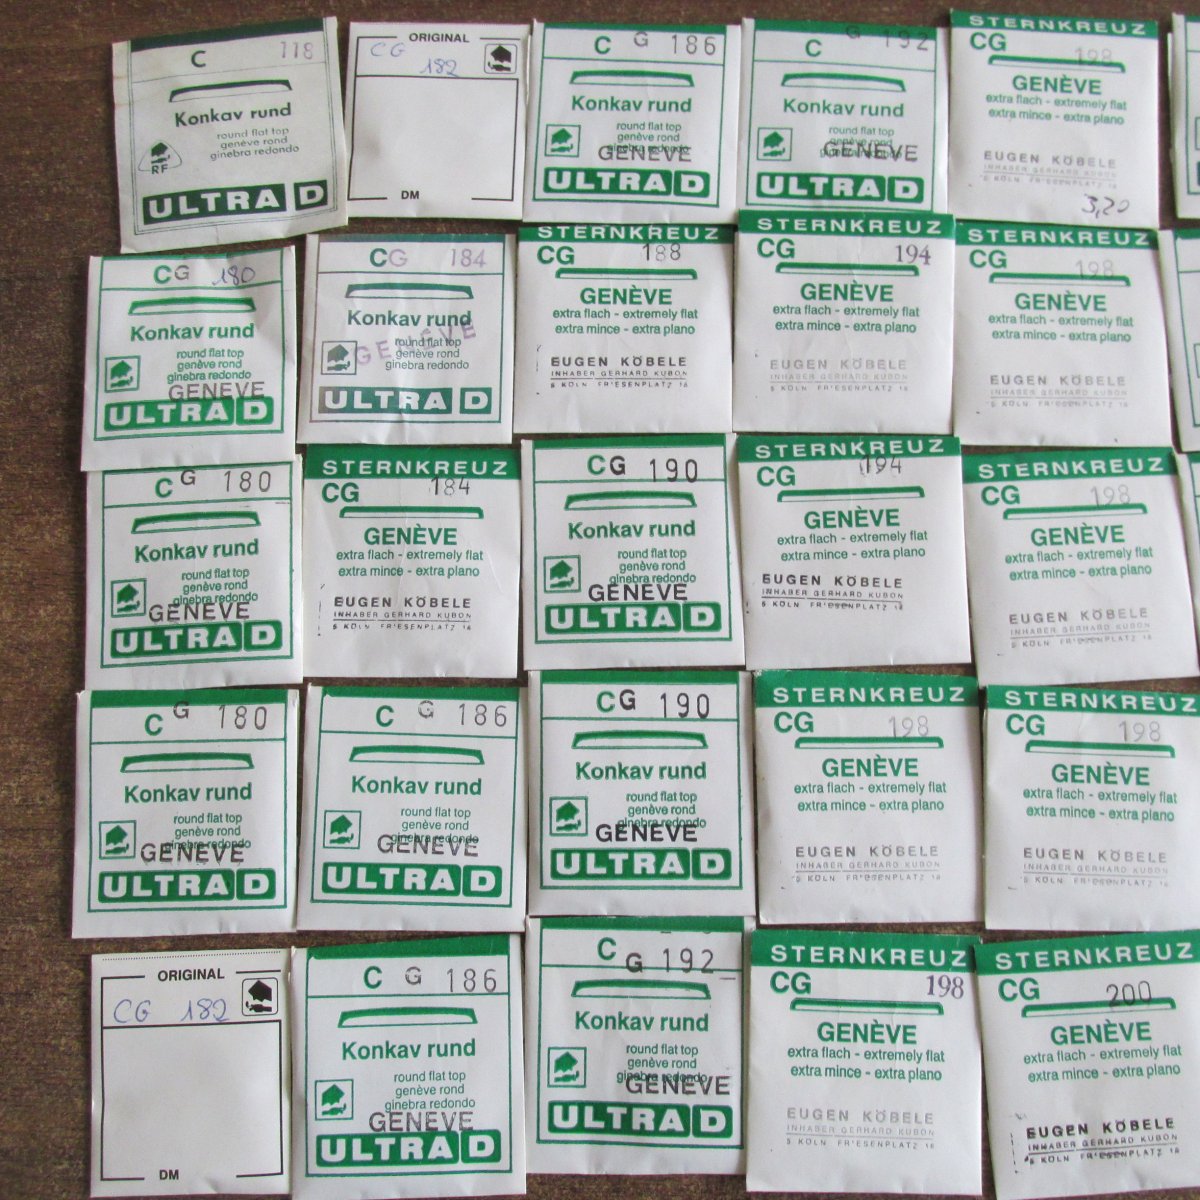 C 118
Konkav rund
round flat top
genève rond
ginebra redondo
RF
ULTRA D
ORIGINAL
CG 182
DM
C G 186
Konkav rund
round flat top
genève rond
GENEVE
ULTRA D
C G 192
Konkav rund
round flat top
GENEVE
ULTRA D
STERNKREUZ
CG 198
GENÈVE
extra flach - extremely flat
extra mince - extra plano
EUGEN KÖBELE
INHABER GERHARD KUBON
5 KÖLN FRIESENPLATZ 16
3,20
CG 180
Konkav rund
round flat top
genève rond
ginebra redondo
GENEVE
ULTRA D
CG 184
Konkav rund
GENEVE
round flat top
genève rond
ginebra redondo
ULTRA D
STERNKREUZ
CG 188
GENÈVE
extra flach - extremely flat
extra mince - extra plano
EUGEN KÖBELE
INHABER GERHARD KUBON
5 KÖLN FRIESENPLATZ 16
STERNKREUZ
CG 194
GENÈVE
extra flach - extremely flat
extra mince - extra plano
EUGEN KÖBELE
INHABER GERHARD KUBON
5 KÖLN FRIESENPLATZ 16
STERNKREUZ
CG 198
GENÈVE
extra flach - extremely flat
extra mince - extra plano
EUGEN KÖBELE
INHABER GERHARD KUBON
5 KÖLN FRIESENPLATZ 16
C G 180
Konkav rund
round flat top
genève rond
ginebra redondo
GENEVE
ULTRA D
STERNKREUZ
CG 184
GENÈVE
extra flach - extremely flat
extra mince - extra plano
EUGEN KÖBELE
INHABER GERHARD KUBON
5 KÖLN FRIESENPLATZ 16
CG 190
Konkav rund
round flat top
genève rond
ginebra redondo
GENEVE
ULTRA D
STERNKREUZ
CG 194
GENÈVE
extra flach - extremely flat
extra mince - extra plano
EUGEN KÖBELE
INHABER GERHARD KUBON
5 KÖLN FRIESENPLATZ 16
STERNKREUZ
CG 198
GENÈVE
extra flach - extremely flat
extra mince - extra plano
EUGEN KÖBELE
INHABER GERHARD KUBON
5 KÖLN FRIESENPLATZ 16
C G 180
Konkav rund
round flat top
genève rond
ginebra redondo
GENEVE
ULTRA D
C G 186
Konkav rund
round flat top
genève rond
ginebra redondo
GENEVE
ULTRA D
CG 190
Konkav rund
round flat top
genève rond
ginebra redondo
GENEVE
ULTRA D
STERNKREUZ
CG 198
GENÈVE
extra flach - extremely flat
extra mince - extra plano
EUGEN KÖBELE
INHABER GERHARD KUBON
5 KÖLN FRIESENPLATZ 16
STERNKREUZ
CG 198
GENÈVE
extra flach - extremely flat
extra mince - extra plano
EUGEN KÖBELE
INHABER GERHARD KUBON
5 KÖLN FRIESENPLATZ 16
ORIGINAL
CG 182
DM
C G 186
Konkav rund
round flat top
genève rond
ginebra redondo
GENEVE
ULTRA D
C G 192
Konkav rund
round flat top
genève rond
ginebra redondo
GENEVE
ULTRA D
STERNKREUZ
CG 198
GENÈVE
extra flach - extremely flat
extra mince - extra plano
EUGEN KÖBELE
INHABER GERHARD KUBON
5 KÖLN FRIESENPLATZ 16
STERNKREUZ
CG 200
GENÈVE
extra flach - extremely flat
extra mince - extra plano
EUGEN KÖBELE
INHABER GERHARD KUBON
5 KÖLN FRIESENPLATZ 16